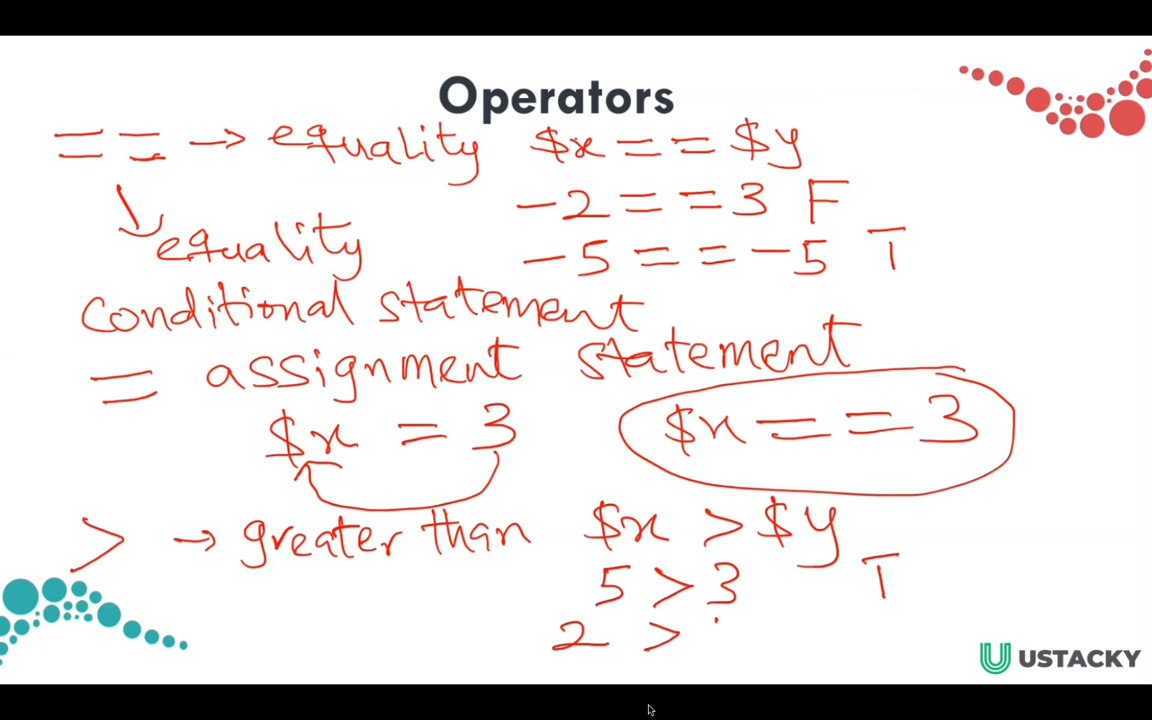 Operators
== → equality $x == $y
-2 == 3 F
equality
-5 == -5 T
conditional statement
= assignment statement
$x = 3
$x == 3
> → greater than $x > $y
5 > 3 T
2 >
USTACKY